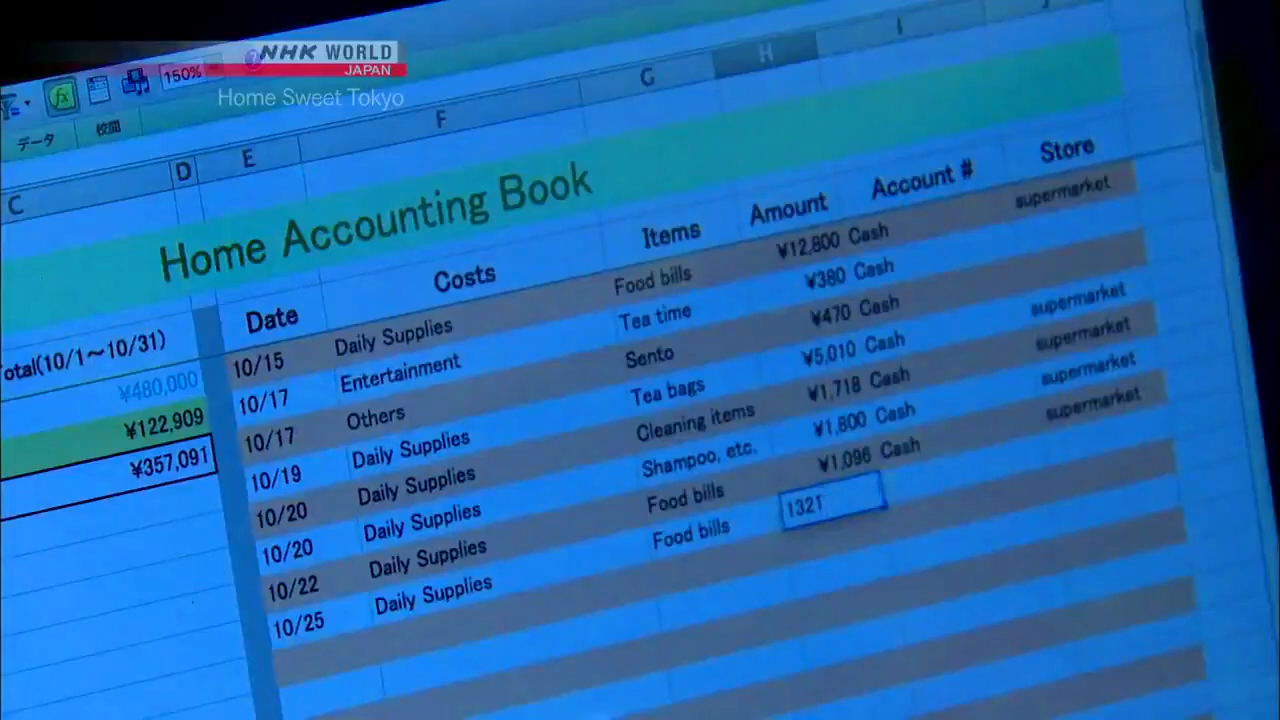 NHK WORLD
JAPAN
Home Sweet Tokyo
fx 150%
データ 校閲
C D E F G H I J
Home Accounting Book
otal(10/1～10/31)
¥480,000
¥122,909
¥357,091
Date Costs Items Amount Account # Store
10/15 Daily Supplies Food bills ¥12,800 Cash supermarket
10/17 Entertainment Tea time ¥380 Cash
10/17 Others Sento ¥470 Cash
10/19 Daily Supplies Tea bags ¥5,010 Cash supermarket
10/20 Daily Supplies Cleaning items ¥1,718 Cash supermarket
10/20 Daily Supplies Shampoo, etc. ¥1,800 Cash supermarket
10/22 Daily Supplies Food bills ¥1,096 Cash supermarket
10/25 Daily Supplies Food bills 1321